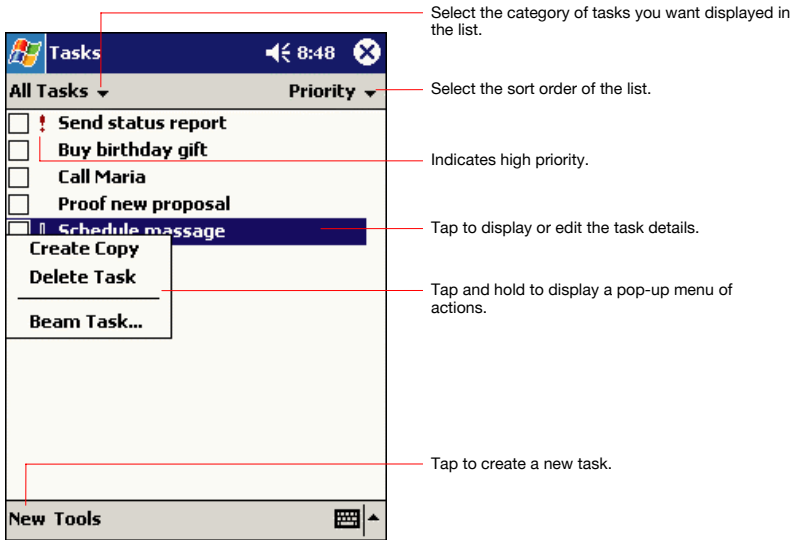 Select the category of tasks you want displayed in
the list.
Tasks 8:48
All Tasks Priority
Select the sort order of the list.
! Send status report
Buy birthday gift
Indicates high priority.
Call Maria
Proof new proposal
Schedule massage
Tap to display or edit the task details.
Create Copy
Delete Task
Beam Task...
Tap and hold to display a pop-up menu of
actions.
Tap to create a new task.
New Tools